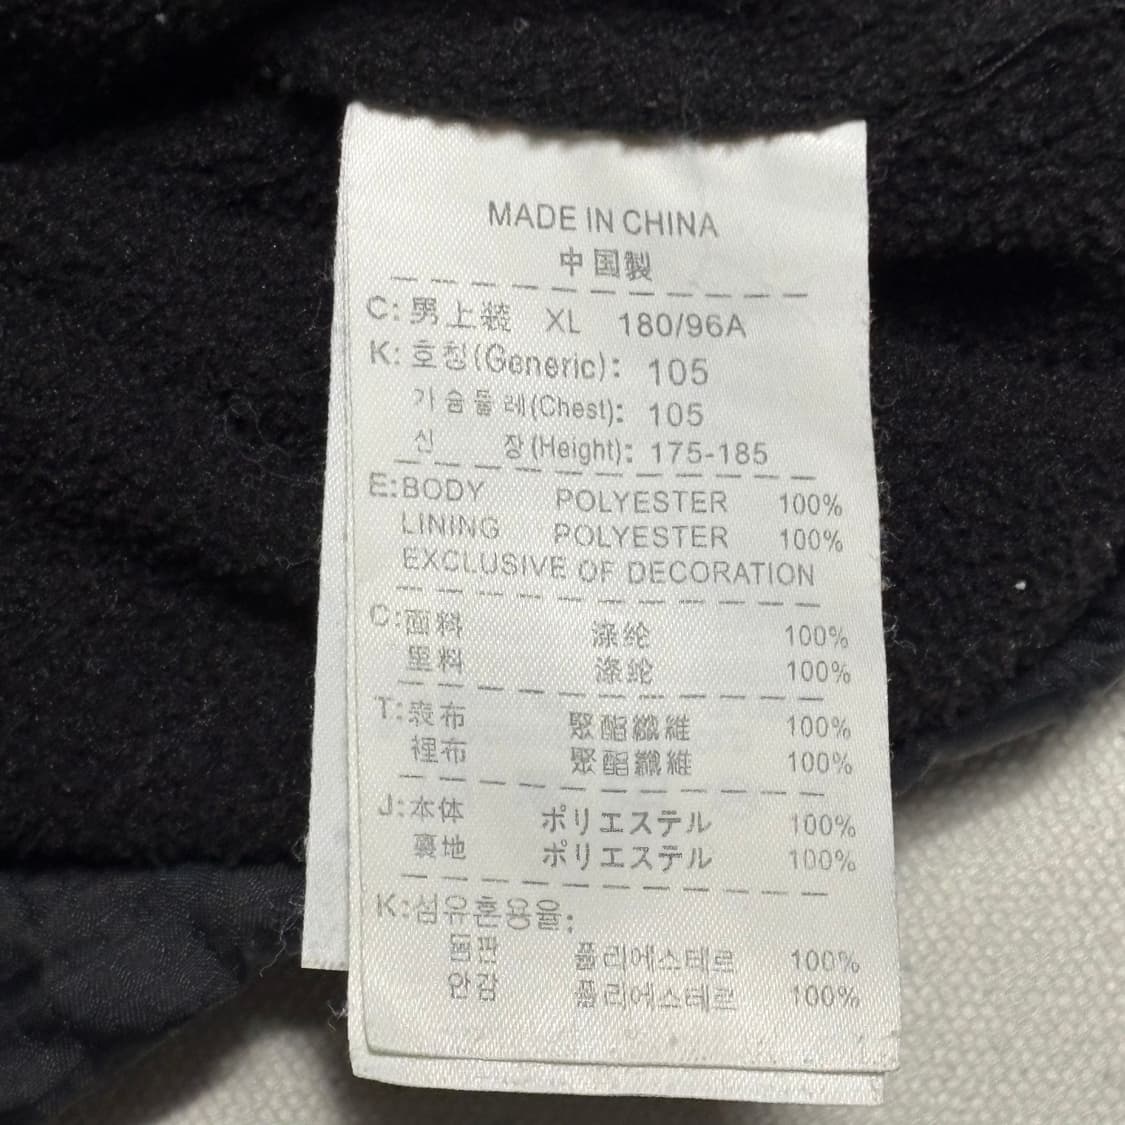 MADE IN CHINA
中国製
C: 男上装 XL 180/96A
K: 호칭(Generic): 105
가슴둘레(Chest): 105
신 장(Height): 175-185
E: BODY POLYESTER 100%
LINING POLYESTER 100%
EXCLUSIVE OF DECORATION
C: 面料 涤纶 100%
里料 涤纶 100%
T: 表布 聚酯纖維 100%
裡布 聚酯纖維 100%
J: 本体 ポリエステル 100%
裏地 ポリエステル 100%
K: 섬유혼용율:
몸판 폴리에스테르 100%
안감 폴리에스테르 100%